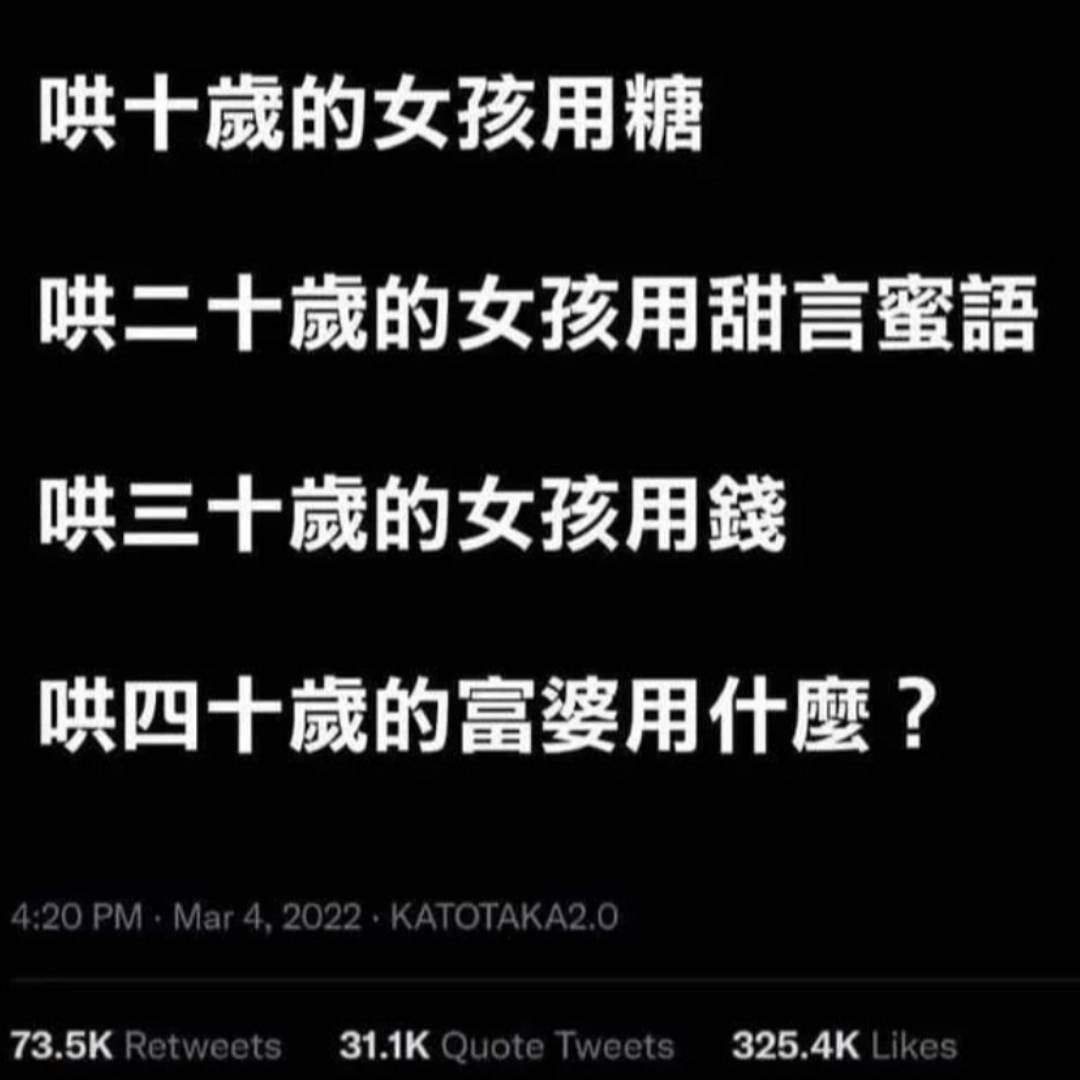 哄十歲的女孩用糖
哄二十歲的女孩用甜言蜜語
哄三十歲的女孩用錢
哄四十歲的富婆用什麼？
4:20 PM · Mar 4, 2022 · KATOTAKA2.0
73.5K Retweets 31.1K Quote Tweets 325.4K Likes